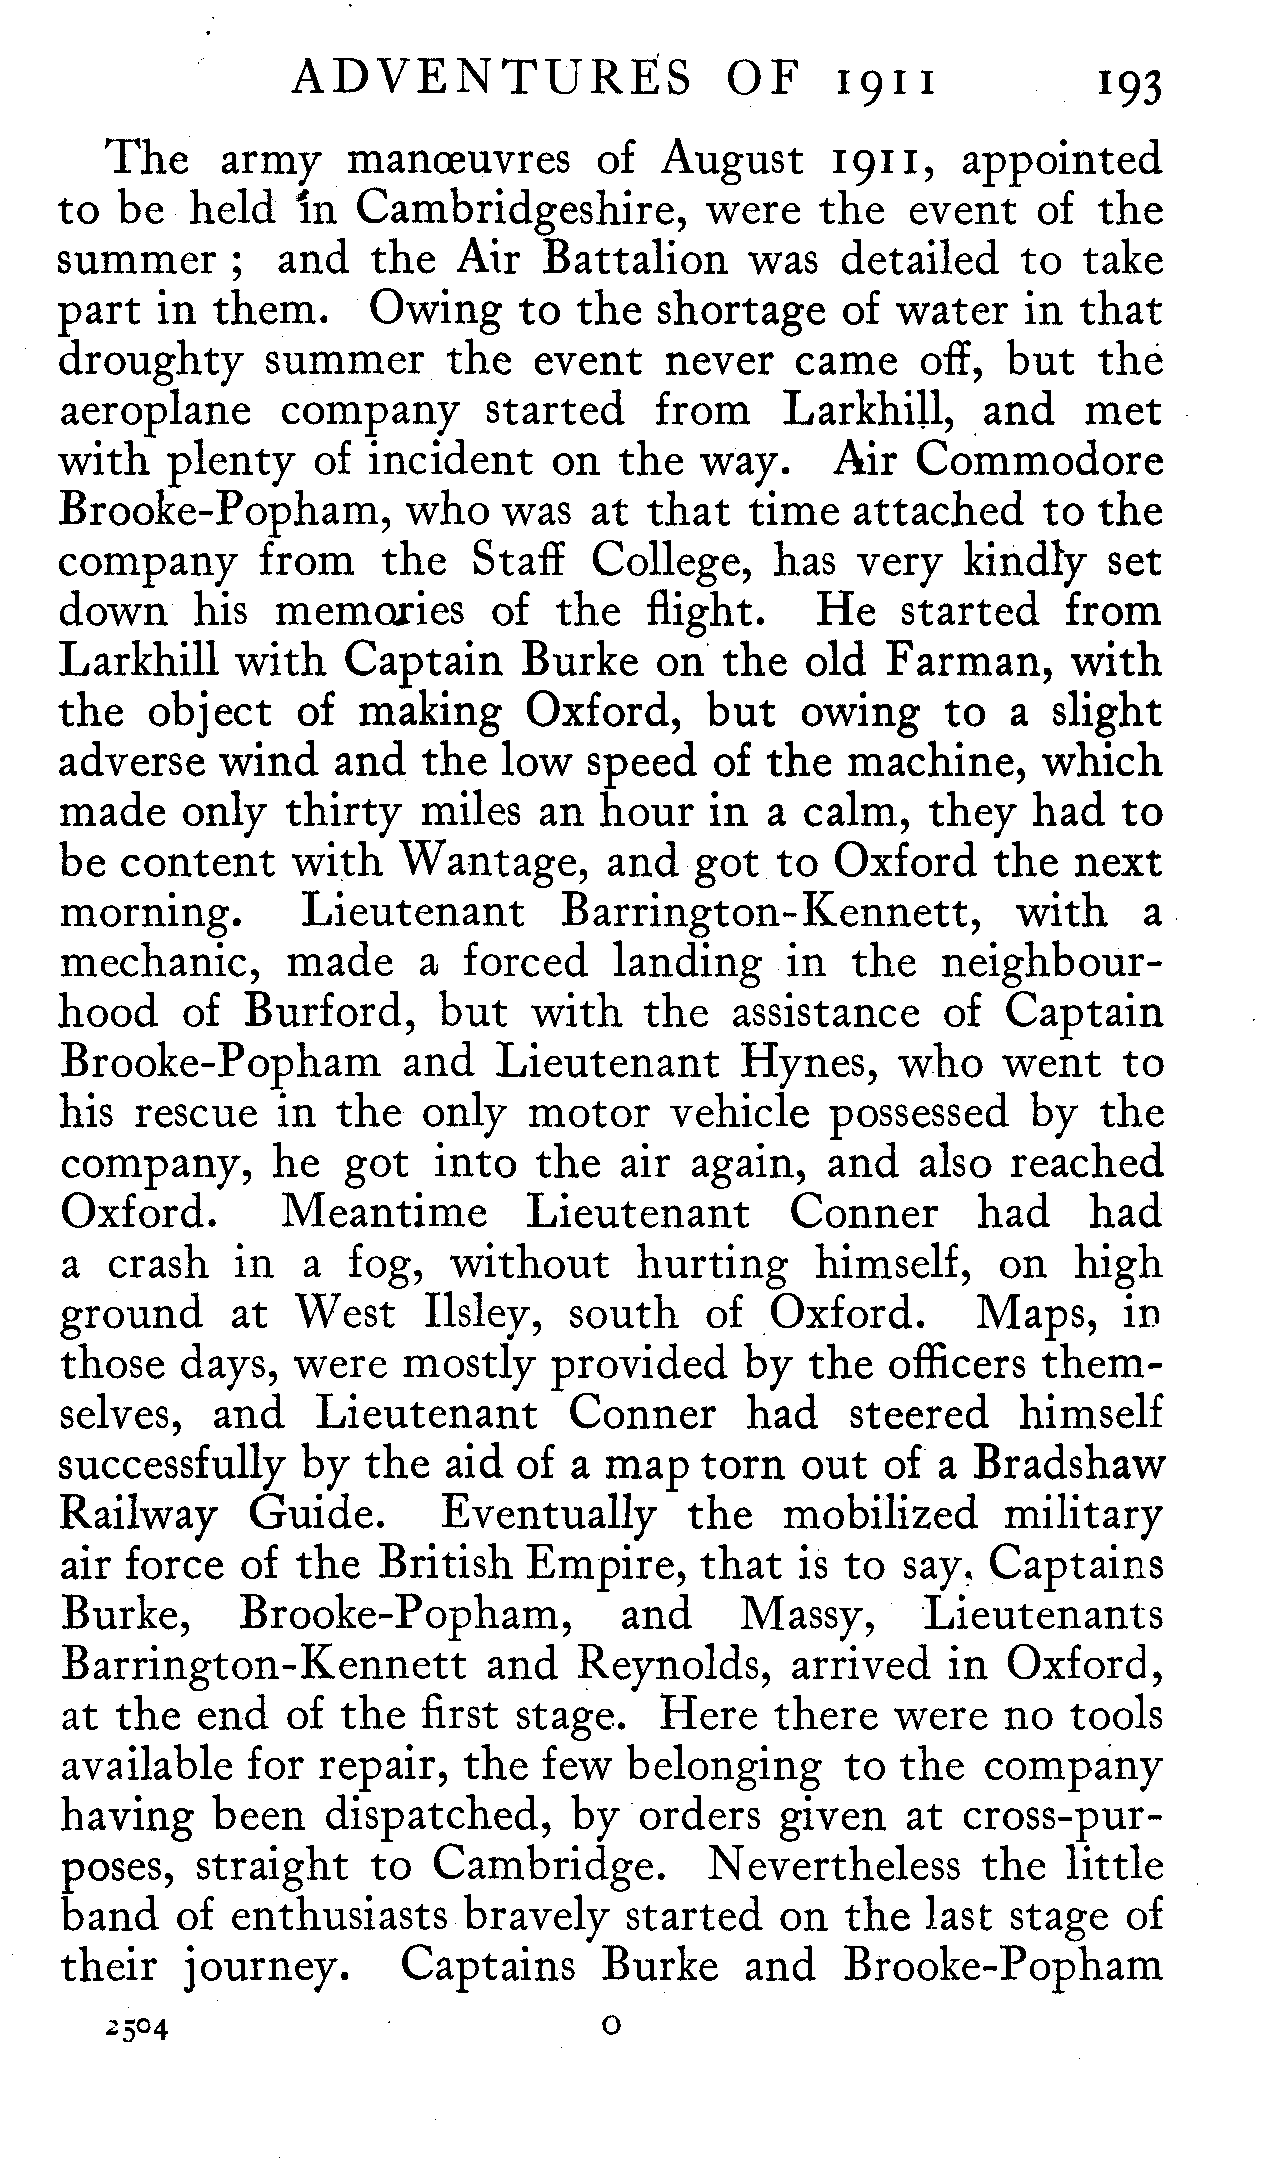 ADVENTURES OF 1911 193
The army manœuvres of August 1911, appointed
to be held in Cambridgeshire, were the event of the
summer ; and the Air Battalion was detailed to take
part in them. Owing to the shortage of water in that
droughty summer the event never came off, but the
aeroplane company started from Larkhill, and met
with plenty of incident on the way. Air Commodore
Brooke-Popham, who was at that time attached to the
company from the Staff College, has very kindly set
down his memories of the flight. He started from
Larkhill with Captain Burke on the old Farman, with
the object of making Oxford, but owing to a slight
adverse wind and the low speed of the machine, which
made only thirty miles an hour in a calm, they had to
be content with Wantage, and got to Oxford the next
morning. Lieutenant Barrington-Kennett, with a
mechanic, made a forced landing in the neighbour-
hood of Burford, but with the assistance of Captain
Brooke-Popham and Lieutenant Hynes, who went to
his rescue in the only motor vehicle possessed by the
company, he got into the air again, and also reached
Oxford. Meantime Lieutenant Conner had had
a crash in a fog, without hurting himself, on high
ground at West Ilsley, south of Oxford. Maps, in
those days, were mostly provided by the officers them-
selves, and Lieutenant Conner had steered himself
successfully by the aid of a map torn out of a Bradshaw
Railway Guide. Eventually the mobilized military
air force of the British Empire, that is to say, Captains
Burke, Brooke-Popham, and Massy, Lieutenants
Barrington-Kennett and Reynolds, arrived in Oxford,
at the end of the first stage. Here there were no tools
available for repair, the few belonging to the company
having been dispatched, by orders given at cross-pur-
poses, straight to Cambridge. Nevertheless the little
band of enthusiasts bravely started on the last stage of
their journey. Captains Burke and Brooke-Popham
2504 O